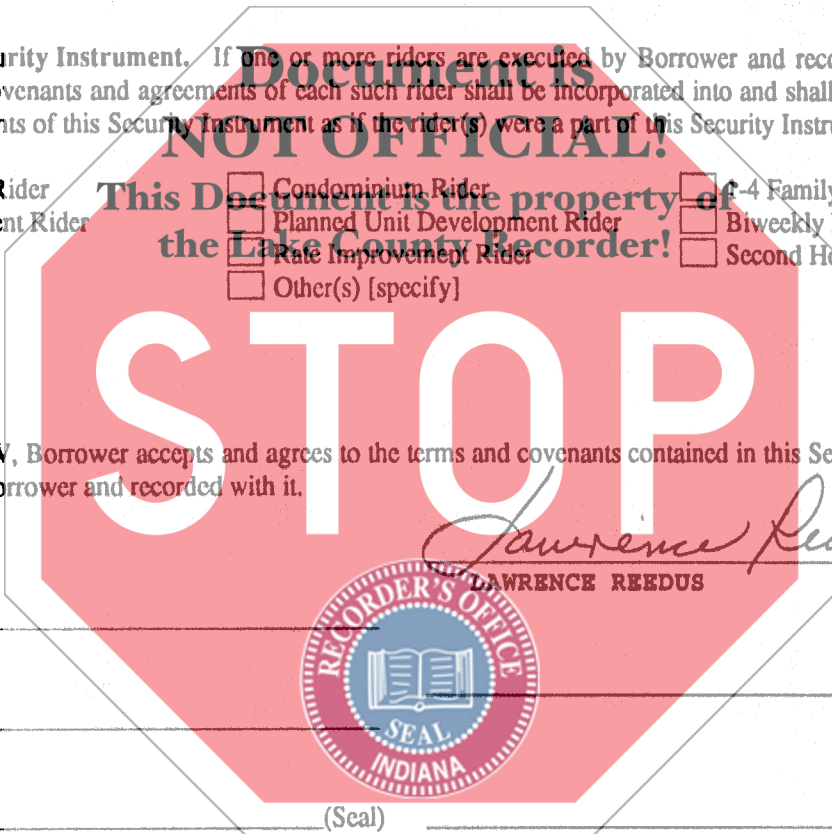 urity Instrument. If one or more riders are executed by Borrower and reco
venants and agreements of each such rider shall be incorporated into and shall
nts of this Security Instrument as if the rider(s) were a part of this Security Instr
Document is
NOT OFFICIAL!
This Document is the property of
the Lake County Recorder!
Rider Condominium Rider -4 Family
nt Rider Planned Unit Development Rider Biweekly
Rate Improvement Rider Second Ho
Other(s) [specify]
STOP
, Borrower accepts and agrees to the terms and covenants contained in this Se
orrower and recorded with it.
Lawrence Ree
LAWRENCE REEDUS
RECORDER'S OFFICE
SEAL
INDIANA
(Seal)